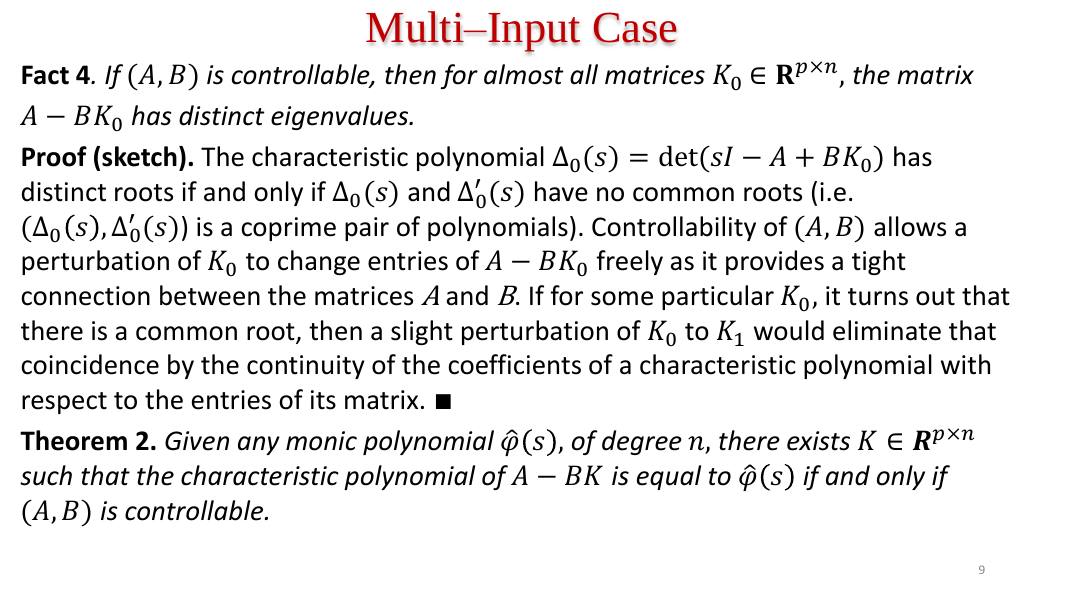 Multi–Input Case
Fact 4. If (A, B) is controllable, then for almost all matrices K₀ ∈ R^{p×n}, the matrix
A − BK₀ has distinct eigenvalues.
Proof (sketch). The characteristic polynomial Δ₀(s) = det(sI − A + BK₀) has
distinct roots if and only if Δ₀(s) and Δ₀′(s) have no common roots (i.e.
(Δ₀(s), Δ₀′(s)) is a coprime pair of polynomials). Controllability of (A, B) allows a
perturbation of K₀ to change entries of A − BK₀ freely as it provides a tight
connection between the matrices A and B. If for some particular K₀, it turns out that
there is a common root, then a slight perturbation of K₀ to K₁ would eliminate that
coincidence by the continuity of the coefficients of a characteristic polynomial with
respect to the entries of its matrix. ■
Theorem 2. Given any monic polynomial φ̂(s), of degree n, there exists K ∈ R^{p×n}
such that the characteristic polynomial of A − BK is equal to φ̂(s) if and only if
(A, B) is controllable.
9